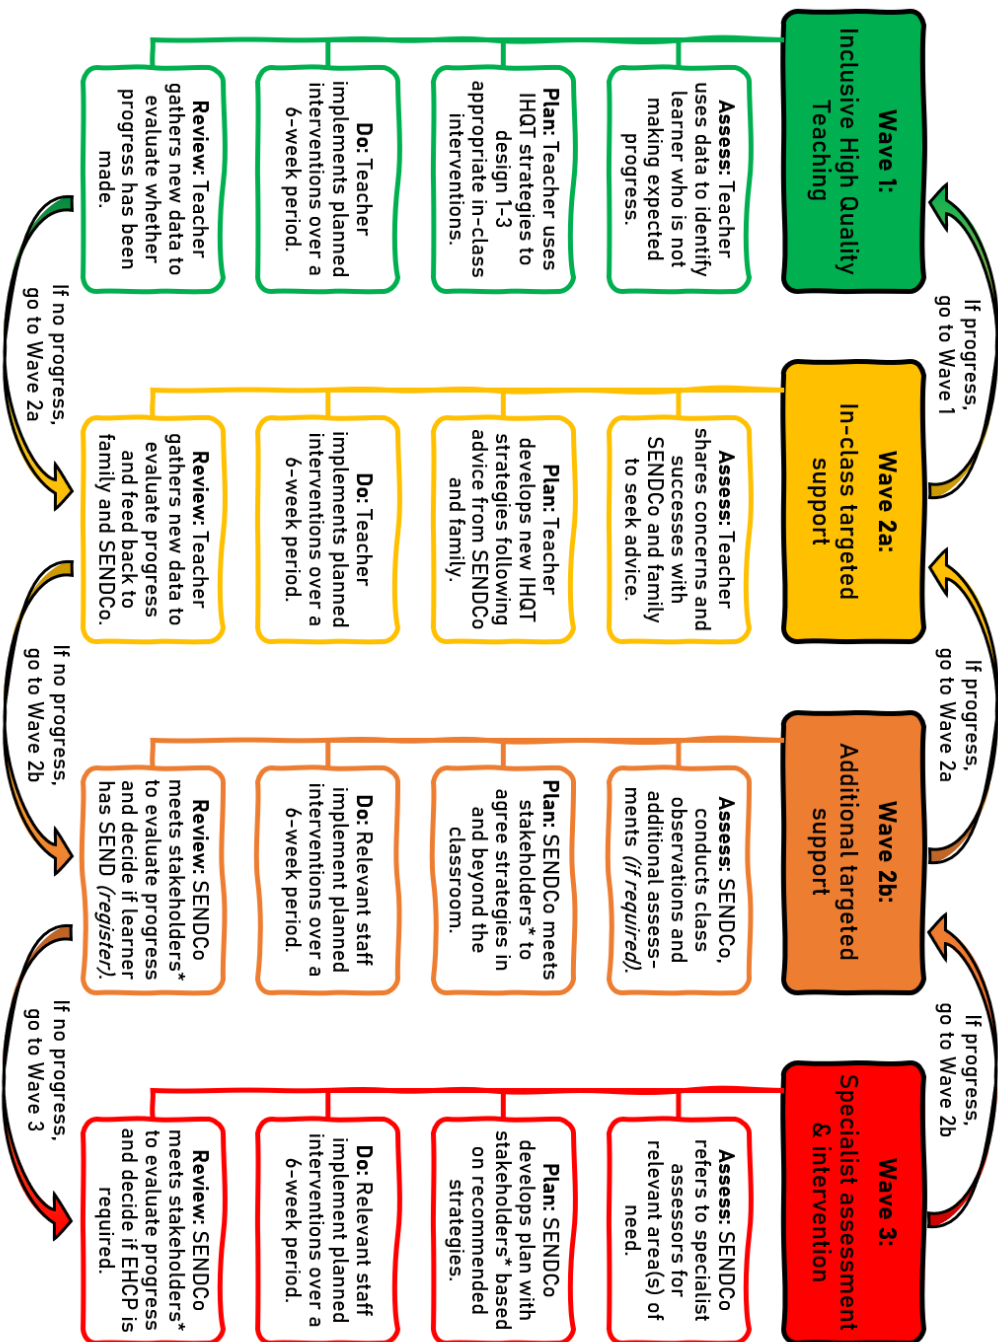 If progress,
go to Wave 1
If progress,
go to Wave 2a
If progress,
go to Wave 2b
Wave 1:
Inclusive High Quality
Teaching
Assess: Teacher
uses data to identify
learner who is not
making expected
progress.
Plan: Teacher uses
IHQT strategies to
design 1-3
appropriate in-class
interventions.
Do: Teacher
implements planned
interventions over a
6-week period.
Review: Teacher
gathers new data to
evaluate whether
progress has been
made.
Wave 2a:
In-class targeted
support
Assess: Teacher
shares concerns and
successes with
SENDCo and family
to seek advice.
Plan: Teacher
develops new IHQT
strategies following
advice from SENDCo
and family.
Do: Teacher
implements planned
interventions over a
6-week period.
Review: Teacher
gathers new data to
evaluate progress
and feed back to
family and SENDCo.
Wave 2b:
Additional targeted
support
Assess: SENDCo,
conducts class
observations and
additional assess-
ments (if required).
Plan: SENDCo meets
stakeholders* to
agree strategies in
and beyond the
classroom.
Do: Relevant staff
implement planned
interventions over a
6-week period.
Review: SENDCo
meets stakeholders*
to evaluate progress
and decide if learner
has SEND (register).
Wave 3:
Specialist assessment
& intervention
Assess: SENDCo
refers to specialist
assessors for
relevant area(s) of
need.
Plan: SENDCo
develops plan with
stakeholders* based
on recommended
strategies.
Do: Relevant staff
implement planned
interventions over a
6-week period.
Review: SENDCo
meets stakeholders*
to evaluate progress
and decide if EHCP is
required.
If no progress,
go to Wave 2a
If no progress,
go to Wave 2b
If no progress,
go to Wave 3